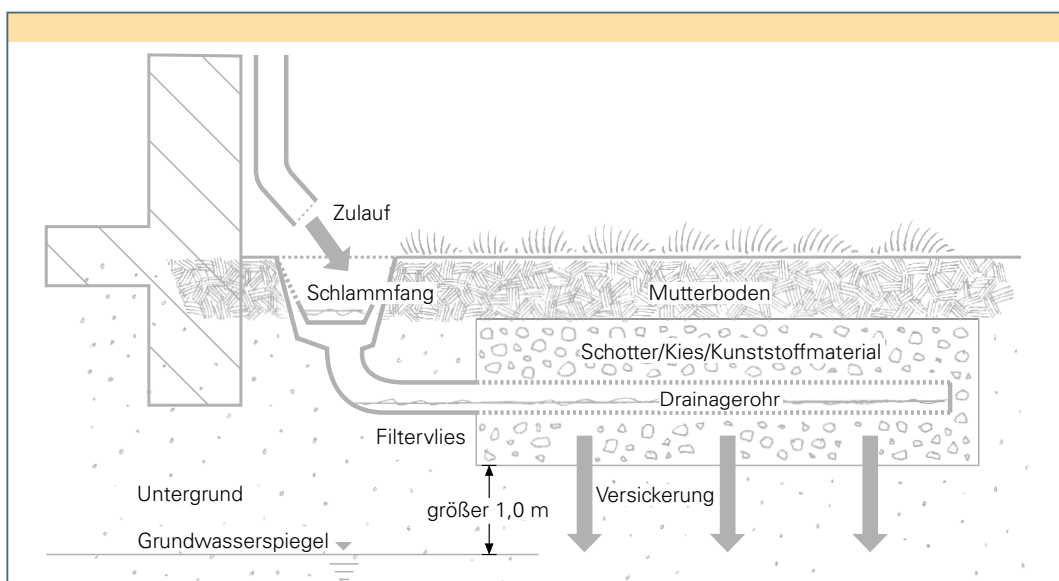 Zulauf
Schlammfang
Mutterboden
Schotter/Kies/Kunststoffmaterial
Drainagerohr
Filtervlies
Untergrund
Versickerung
größer 1,0 m
Grundwasserspiegel